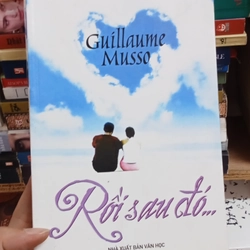 Guillaume
Musso
Rồi sau đó...
NHÀ XUẤT BẢN VĂN HỌC